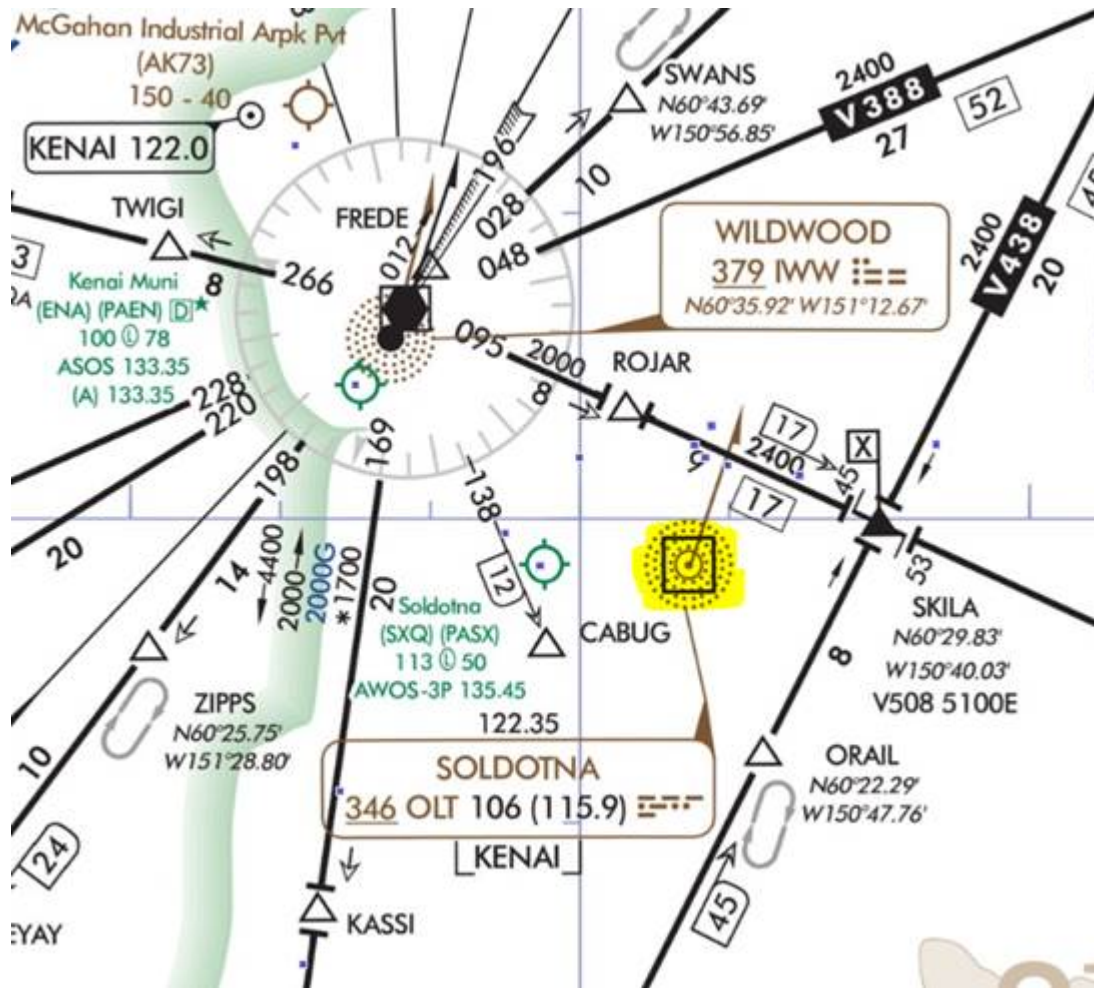 McGahan Industrial Arpk Pvt
(AK73)
150 - 40
KENAI 122.0
SWANS
N60°43.69'
W150°56.85'
2400
V388
27
52
10
196
028
048
FREDE
012
TWIGI
8
266
3
Kenai Muni
(ENA) (PAEN) D★
100 Ⓛ 78
ASOS 133.35
(A) 133.35
WILDWOOD
379 IWW
N60°35.92' W151°12.67'
2400
V438
20
095
2000
8
ROJAR
17
2400
9
17
45
X
228
220
198
169
138
12
20
14
4400
2000
2000G
*1700
20
Soldotna
(SXQ) (PASX)
113 Ⓛ 50
AWOS-3P 135.45
CABUG
53
SKILA
N60°29.83'
W150°40.03'
V508 5100E
8
ZIPPS
N60°25.75'
W151°28.80'
10
24
122.35
SOLDOTNA
346 OLT 106 (115.9)
KENAI
ORAIL
N60°22.29'
W150°47.76'
45
KASSI
EYAY